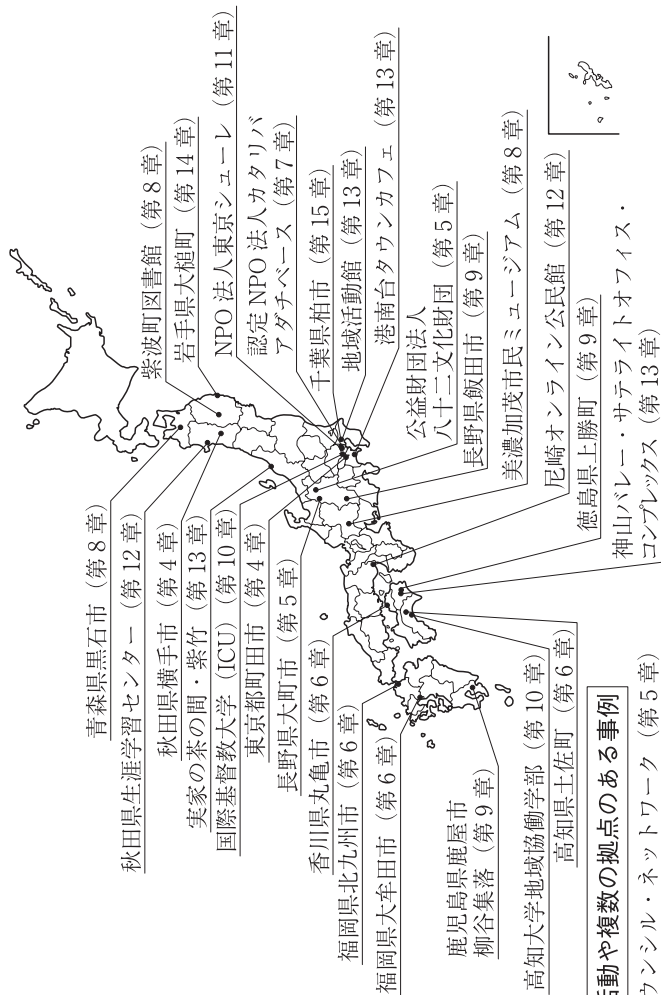 紫波町図書館（第8章）
岩手県大槌町（第14章）
NPO法人東京シューレ（第11章）
認定NPO法人カタリバ
アダチベース（第7章）
千葉県柏市（第15章）
地域活動館（第13章）
港南台タウンカフェ（第13章）
公益財団法人
八十二文化財団（第5章）
長野県飯田市（第9章）
美濃加茂市民ミュージアム（第8章）
尼崎オンライン公民館（第12章）
徳島県上勝町（第9章）
神山バレー・サテライトオフィス・
コンプレックス（第13章）
青森県黒石市（第8章）
秋田県生涯学習センター（第12章）
秋田県横手市（第4章）
実家の茶の間・紫竹（第13章）
国際基督教大学（ICU）（第10章）
東京都町田市（第4章）
長野県大町市（第5章）
香川県丸亀市（第6章）
福岡県北九州市（第6章）
福岡県大牟田市（第6章）
鹿児島県鹿屋市
柳谷集落（第9章）
高知大学地域協働学部（第10章）
高知県土佐町（第6章）
動や複数の拠点のある事例
ウンシル・ネットワーク（第5章）